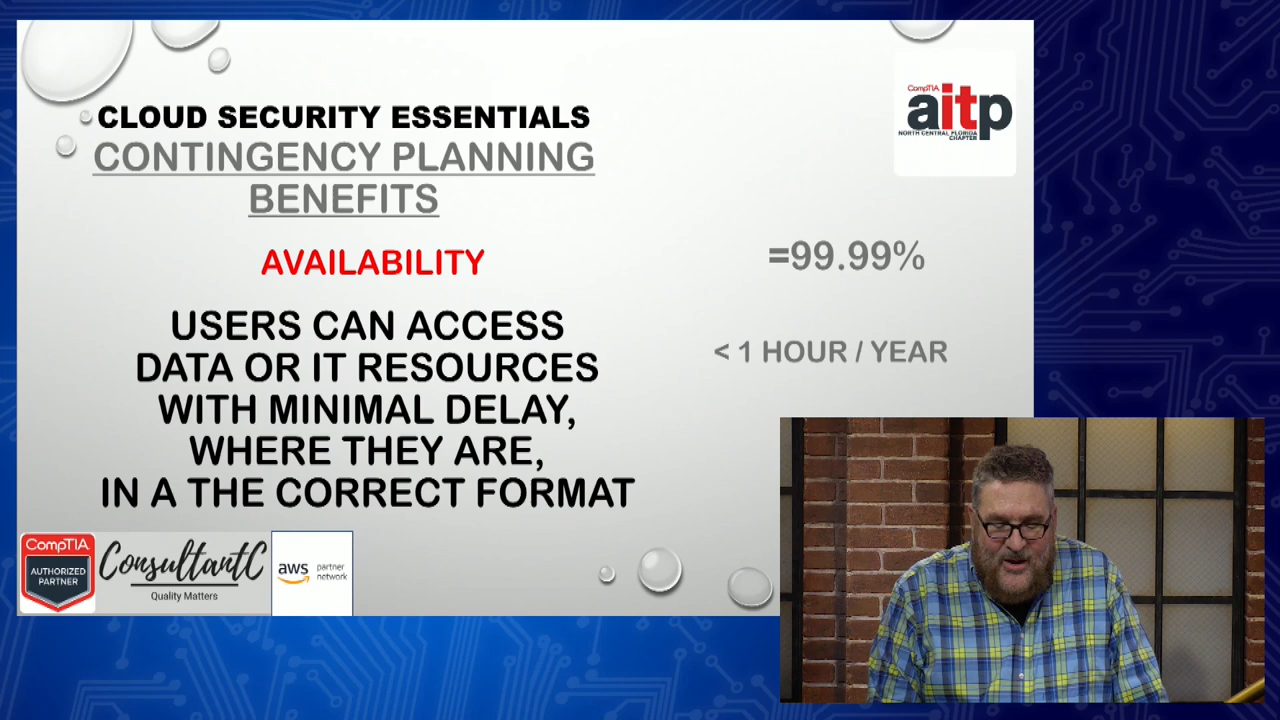 CLOUD SECURITY ESSENTIALS
CONTINGENCY PLANNING
BENEFITS
AVAILABILITY
USERS CAN ACCESS
DATA OR IT RESOURCES
WITH MINIMAL DELAY,
WHERE THEY ARE,
IN A THE CORRECT FORMAT
=99.99%
< 1 HOUR / YEAR
CompTIA
aitp
NORTH CENTRAL FLORIDA
CHAPTER
CompTIA
AUTHORIZED
PARTNER
ConsultantC
Quality Matters
aws partner
network